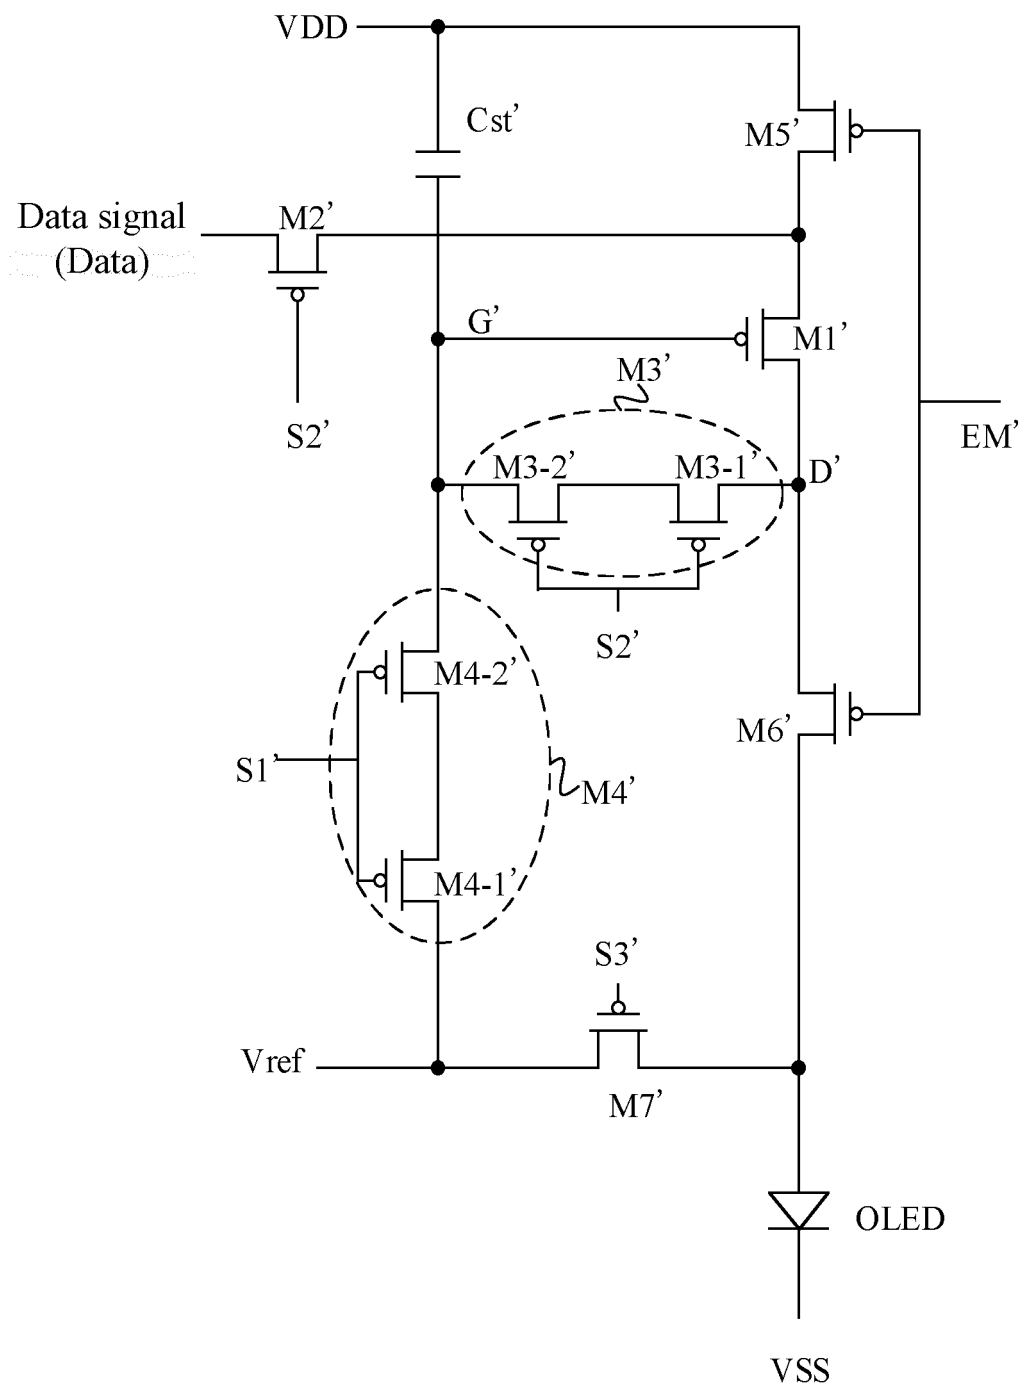 VDD
Cst’
M5’
Data signal
(Data)
M2’
G’
M1’
M3’
S2’
EM’
M3-2’
M3-1’
D’
S2’
M4-2’
M6’
S1’
M4’
M4-1’
S3’
Vref
M7’
OLED
VSS